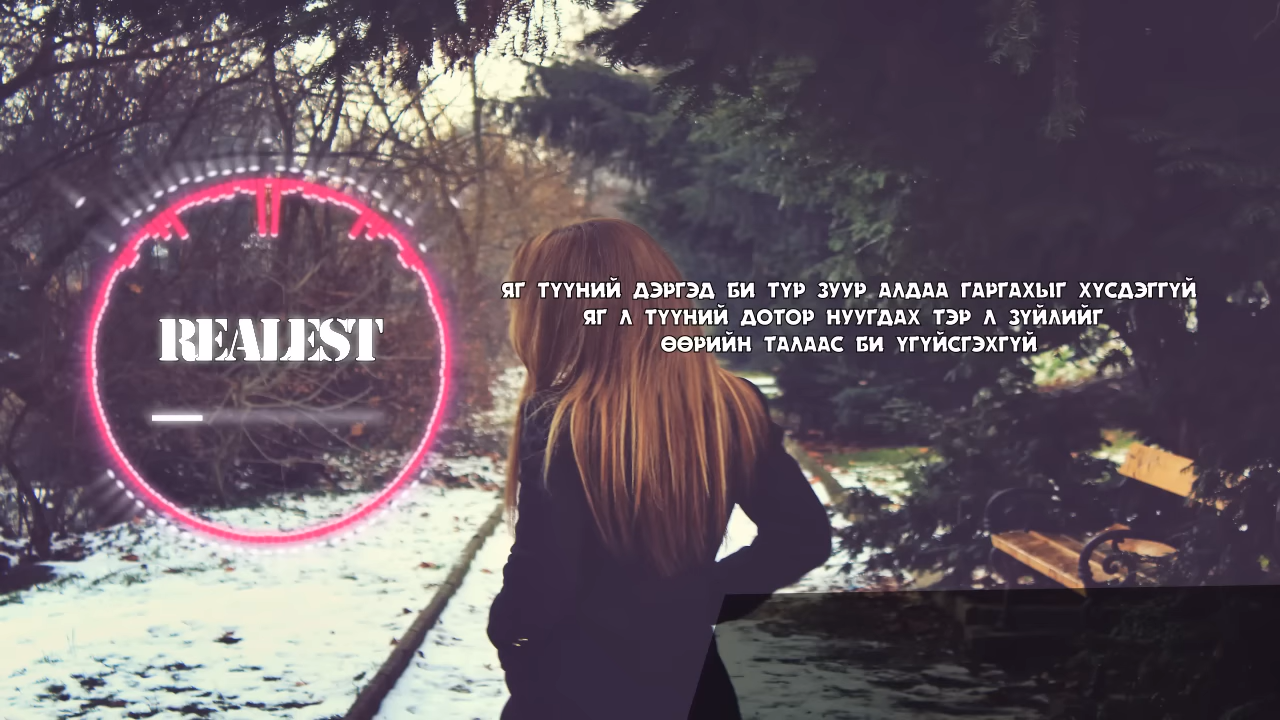 REALEST
ЯГ ТҮҮНИЙ ДЭРГЭД БИ ТҮР ЗУУР АЛДАА ГАРГАХЫГ ХҮСДЭГГҮЙ
ЯГ Л ТҮҮНИЙ ДОТОР НУУГДАХ ТЭР Л ЗҮЙЛИЙГ
ӨӨРИЙН ТАЛААС БИ ҮГҮЙСГЭХГҮЙ